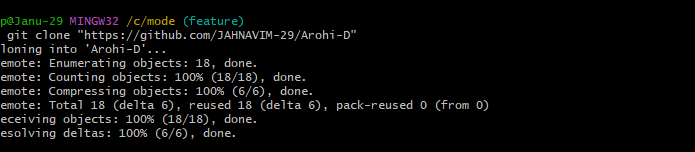 p@Janu-29 MINGW32 /c/mode (feature)
git clone "https://github.com/JAHNAVIM-29/Arohi-D"
loning into 'Arohi-D'...
emote: Enumerating objects: 18, done.
emote: Counting objects: 100% (18/18), done.
emote: Compressing objects: 100% (6/6), done.
emote: Total 18 (delta 6), reused 18 (delta 6), pack-reused 0 (from 0)
eceiving objects: 100% (18/18), done.
esolving deltas: 100% (6/6), done.